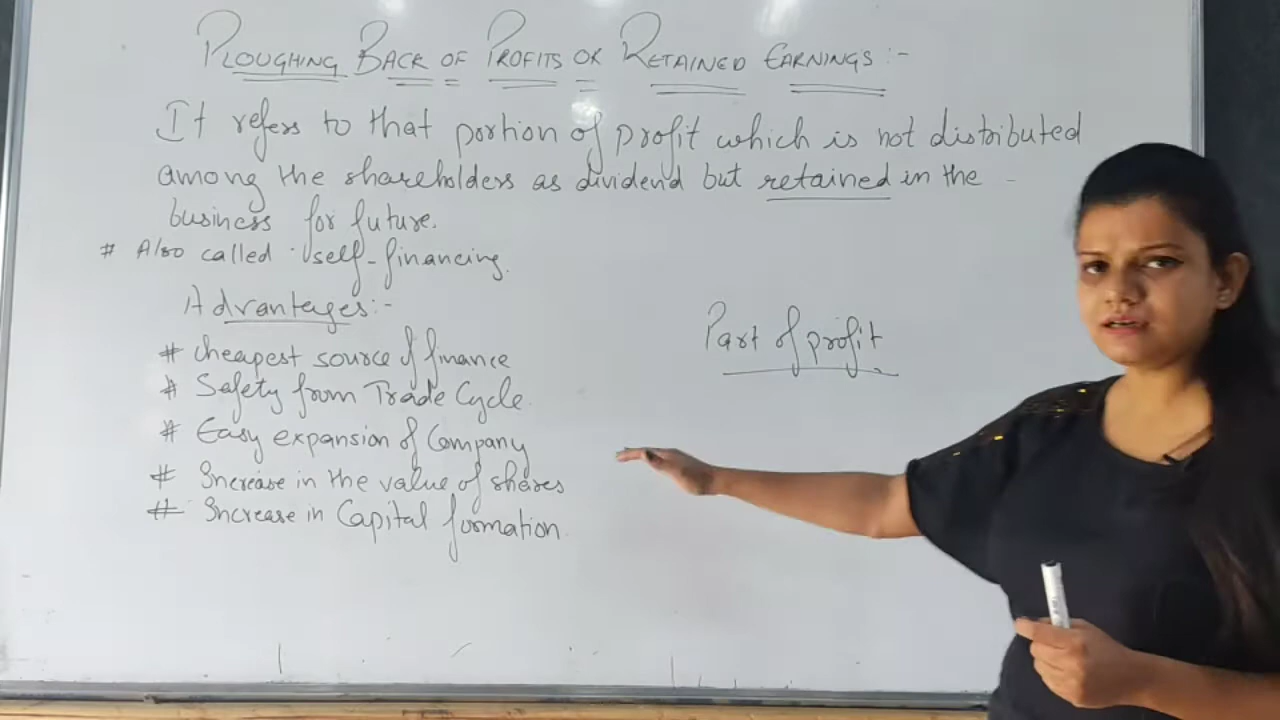 PLOUGHING BACK OF PROFITS OR RETAINED EARNINGS:-
It refers to that portion of profit which is not distributed
among the shareholders as dividend but retained in the -
business for future.
# Also called self-financing.
Advantages:-
# Cheapest source of finance
# Safety from Trade Cycle.
# Easy expansion of Company
# Increase in the value of shares
# Increase in Capital formation
Part of profit